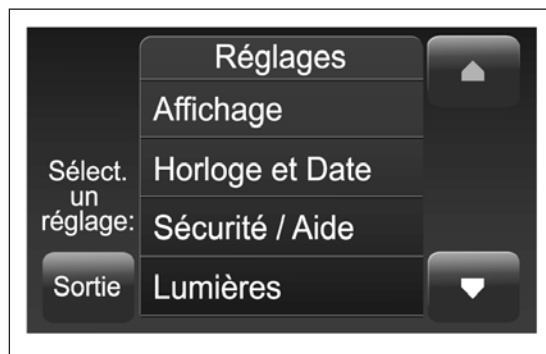 Réglages
Affichage
Horloge et Date
Sécurité / Aide
Lumières
Sélect.
un
réglage:
Sortie